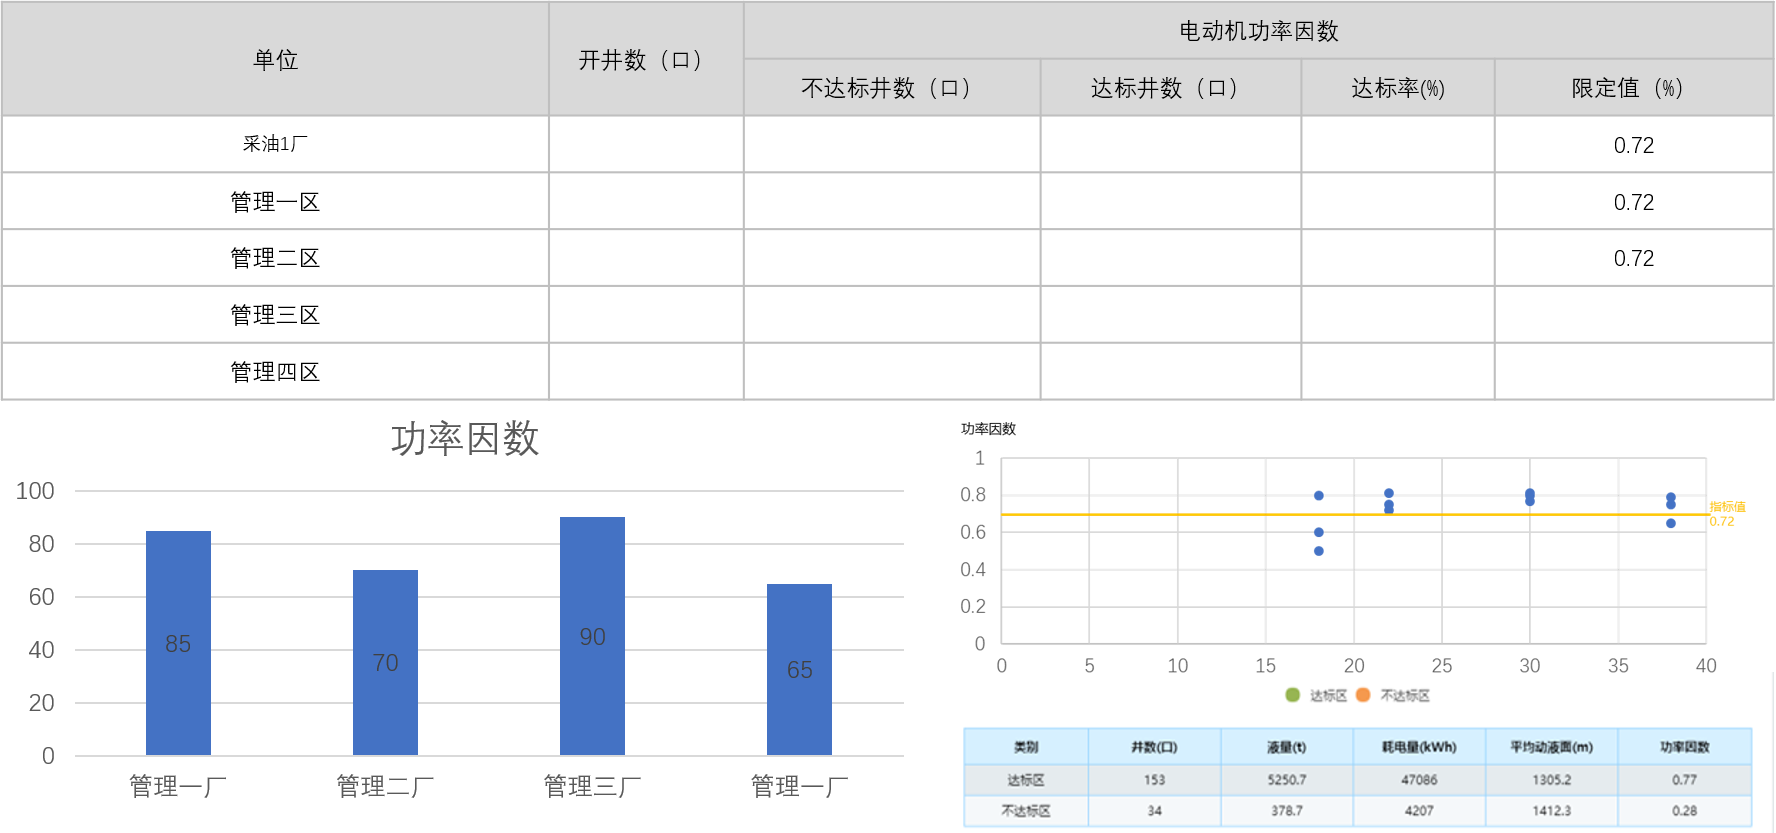 单位 开井数（口） 电动机功率因数
不达标井数（口） 达标井数（口） 达标率(%) 限定值（%）
采油1厂 0.72
管理一区 0.72
管理二区 0.72
管理三区
管理四区
功率因数
100
80
60
40
20
0
85 70 90 65
管理一厂 管理二厂 管理三厂 管理一厂
功率因数
1
0.8
0.6
0.4
0.2
0
指标值
0.72
0 5 10 15 20 25 30 35 40
达标区 不达标区
类别 井数(口) 液量(t) 耗电量(kWh) 平均动液面(m) 功率因数
达标区 153 5250.7 47086 1305.2 0.77
不达标区 34 378.7 4207 1412.3 0.28